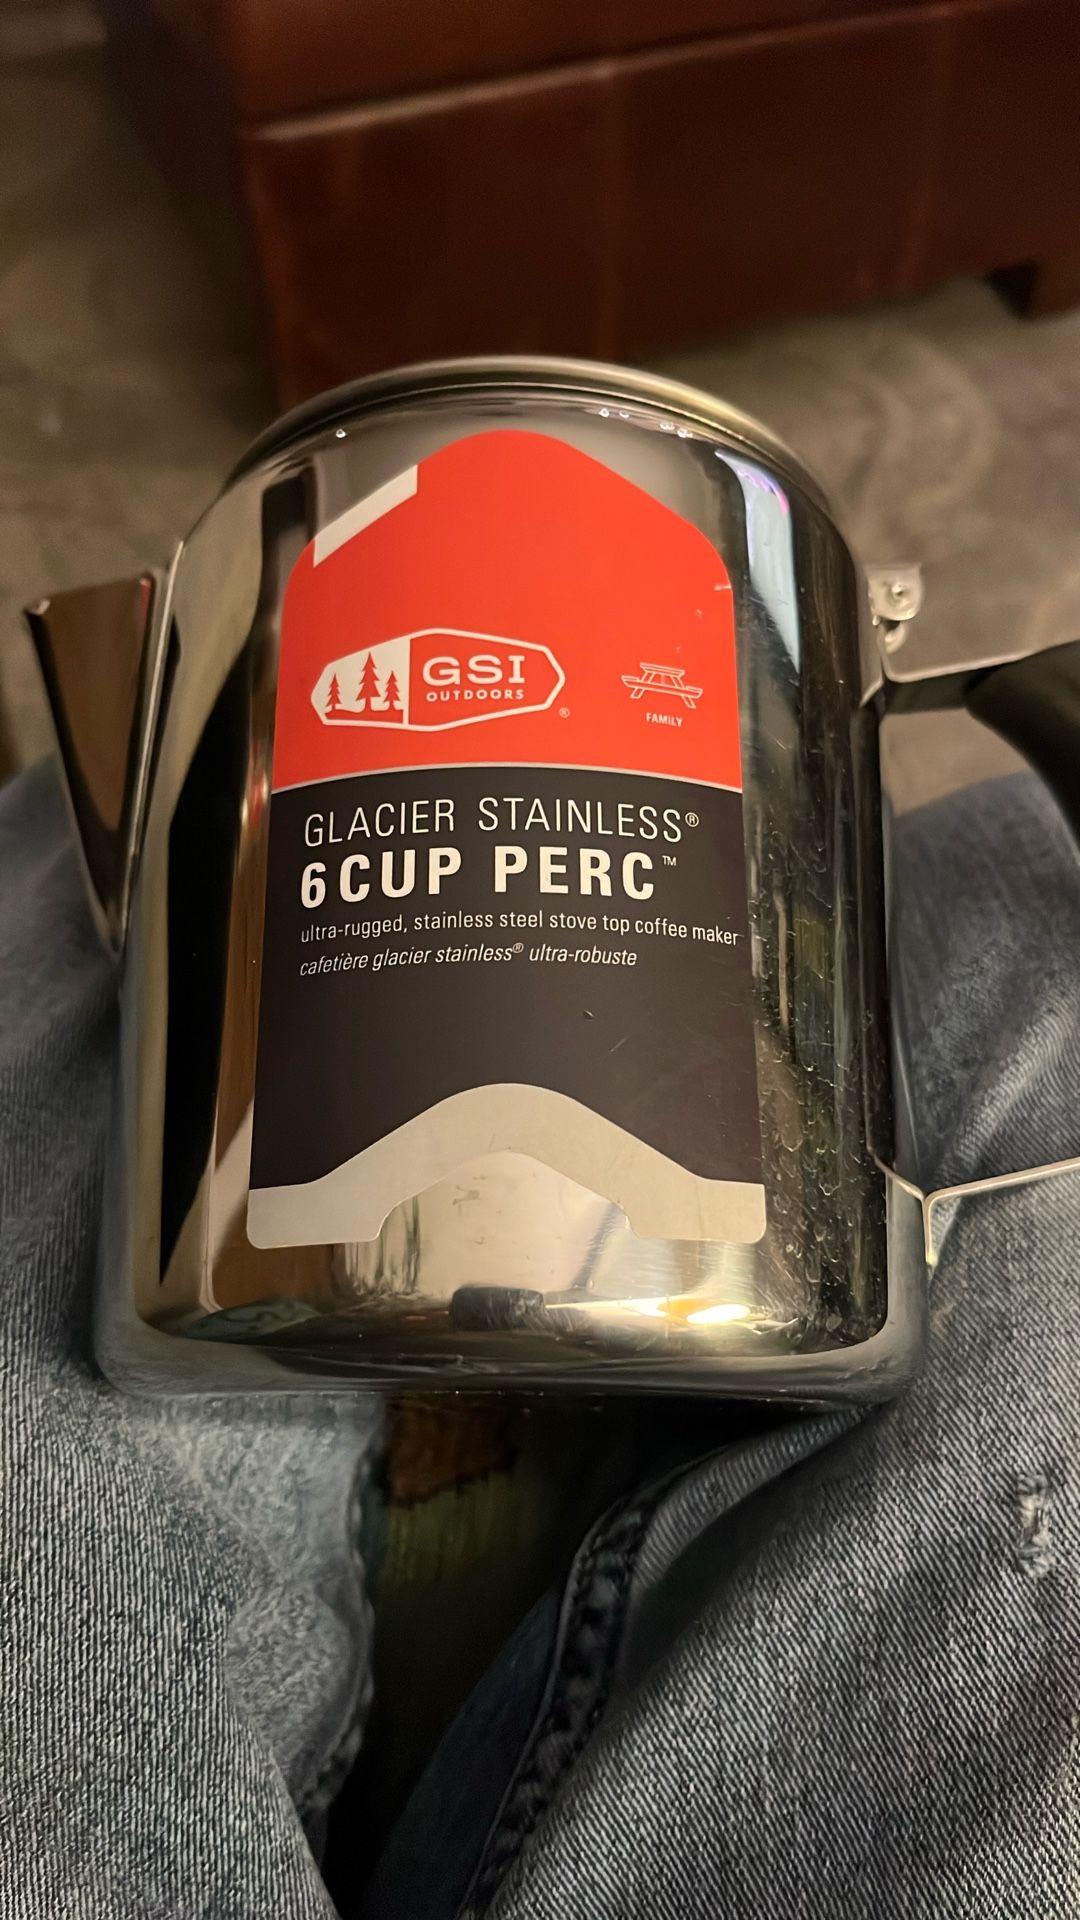 GSI
OUTDOORS
®
FAMILY
GLACIER STAINLESS®
6 CUP PERC™
ultra-rugged, stainless steel stove top coffee maker
cafetière glacier stainless® ultra-robuste